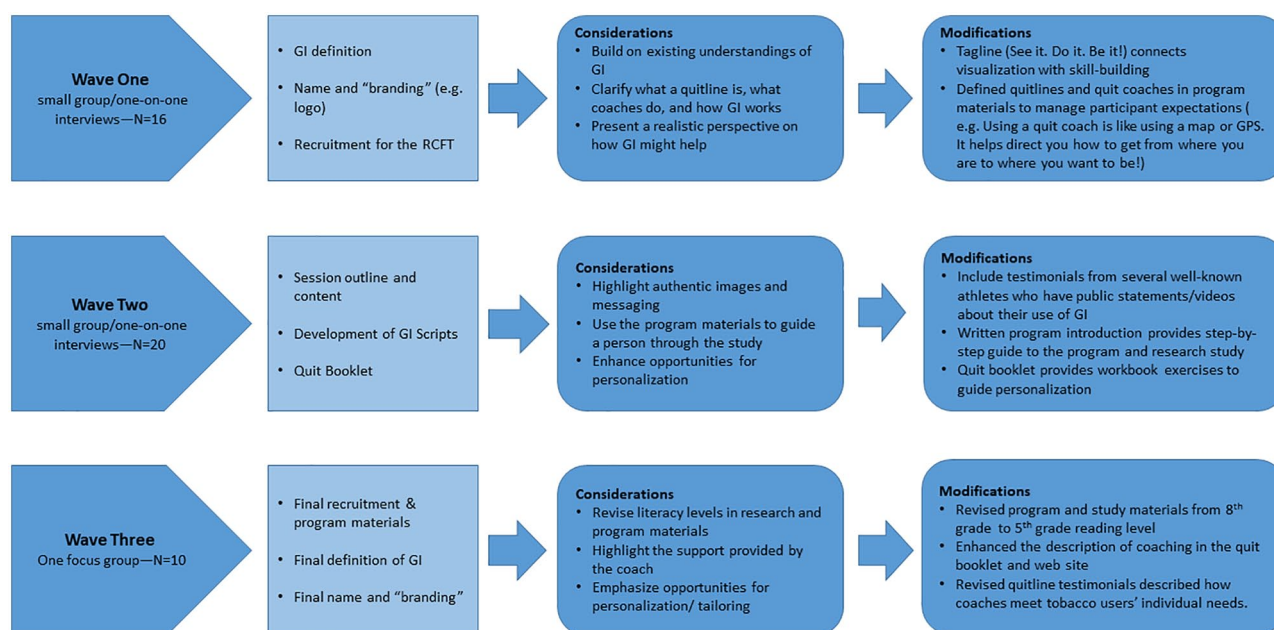 Wave One
small group/one-on-one
interviews—N=16
• GI definition
• Name and “branding” (e.g.
logo)
• Recruitment for the RCFT
Considerations
• Build on existing understandings of
GI
• Clarify what a quitline is, what
coaches do, and how GI works
• Present a realistic perspective on
how GI might help
Modifications
• Tagline (See it. Do it. Be it!) connects
visualization with skill-building
• Defined quitlines and quit coaches in program
materials to manage participant expectations (
e.g. Using a quit coach is like using a map or GPS.
It helps direct you how to get from where you
are to where you want to be!)
Wave Two
small group/one-on-one
interviews—N=20
• Session outline and
content
• Development of GI Scripts
• Quit Booklet
Considerations
• Highlight authentic images and
messaging
• Use the program materials to guide
a person through the study
• Enhance opportunities for
personalization
Modifications
• Include testimonials from several well-known
athletes who have public statements/videos
about their use of GI
• Written program introduction provides step-by-
step guide to the program and research study
• Quit booklet provides workbook exercises to
guide personalization
Wave Three
One focus group—N=10
• Final recruitment &
program materials
• Final definition of GI
• Final name and “branding”
Considerations
• Revise literacy levels in research and
program materials
• Highlight the support provided by
the coach
• Emphasize opportunities for
personalization/ tailoring
Modifications
• Revised program and study materials from 8th
grade to 5th grade reading level
• Enhanced the description of coaching in the quit
booklet and web site
• Revised quitline testimonials described how
coaches meet tobacco users’ individual needs.